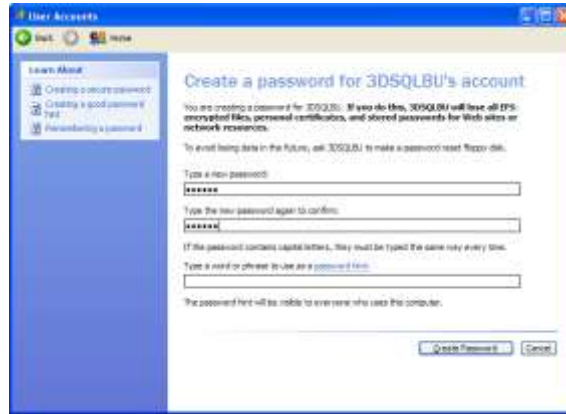 User Accounts
Back Home
Learn About
Creating a secure password
Creating a good password
hint
Remembering a password
Create a password for 3DSQLBU's account
You are creating a password for 3DSQLBU. If you do this, 3DSQLBU will lose all EFS-
encrypted files, personal certificates, and stored passwords for Web sites or
network resources.
To avoid losing data in the future, ask 3DSQLBU to make a password reset floppy disk.
Type a new password:
Type the new password again to confirm:
If the password contains capital letters, they must be typed the same way every time.
Type a word or phrase to use as a password hint:
The password hint will be visible to everyone who uses this computer.
Create Password Cancel